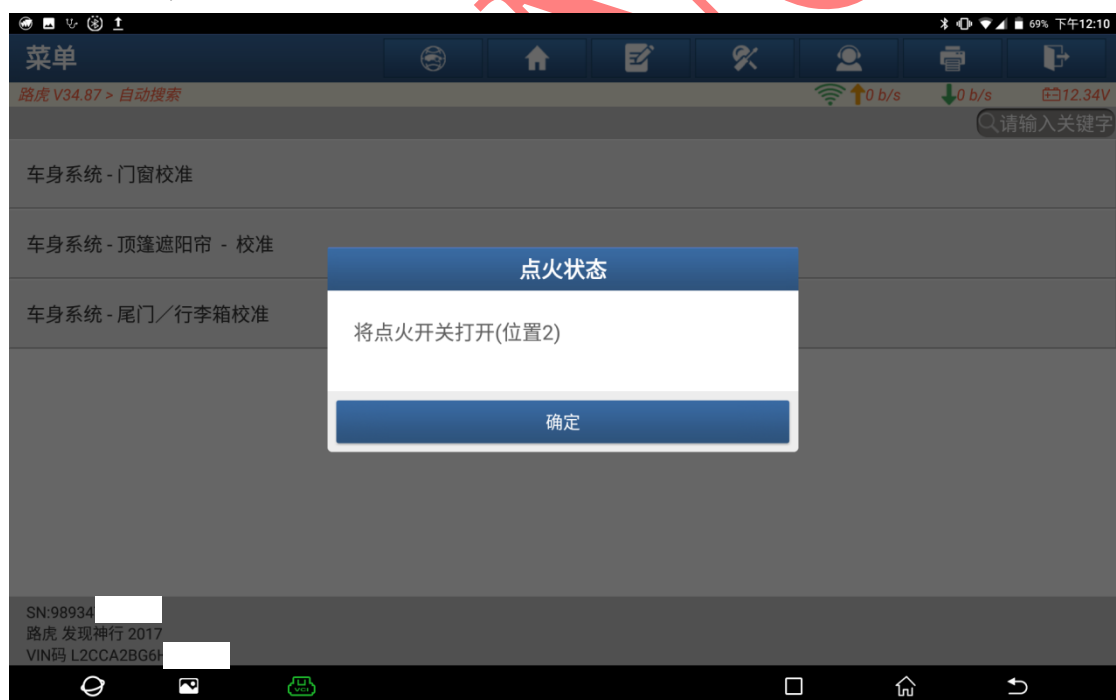 69% 下午12:10
菜单
路虎 V34.87 > 自动搜索
0 b/s
0 b/s
12.34V
请输入关键字
车身系统 - 门窗校准
车身系统 - 顶篷遮阳帘 - 校准
车身系统 - 尾门／行李箱校准
点火状态
将点火开关打开(位置2)
确定
SN:98934
路虎 发现神行 2017
VIN码 L2CCA2BG6H
VCI